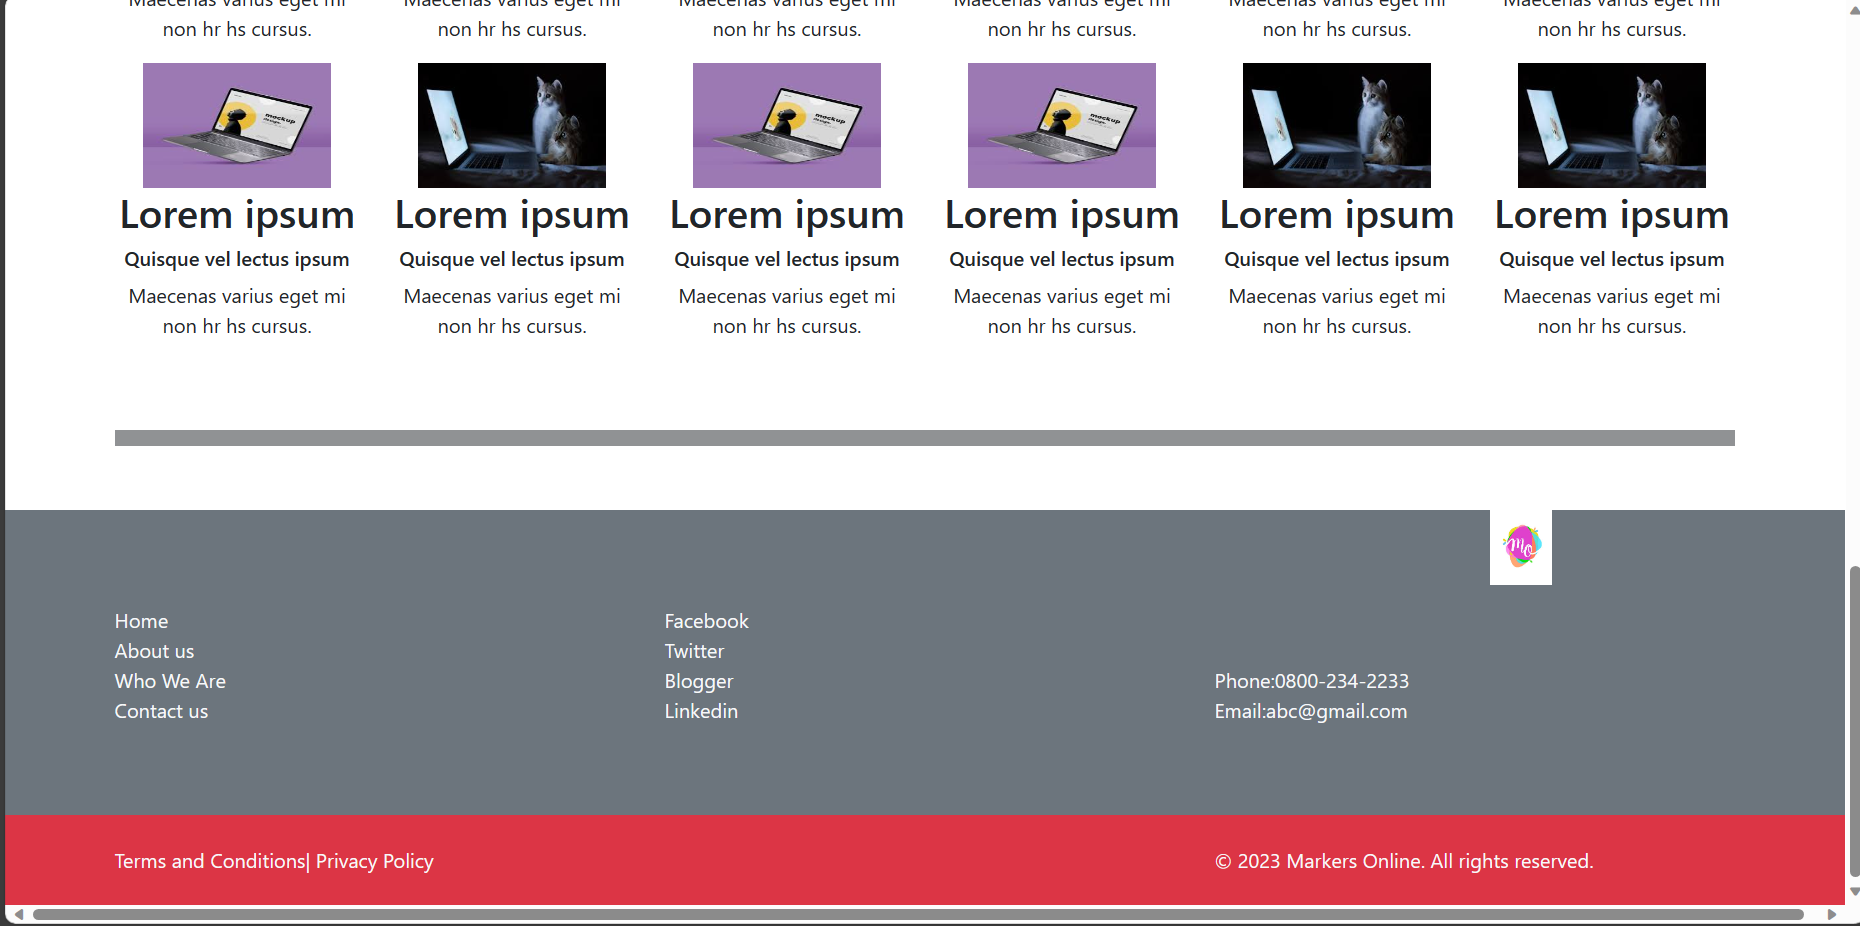 Maecenas varius eget mi Maecenas varius eget mi Maecenas varius eget mi Maecenas varius eget mi Maecenas varius eget mi Maecenas varius eget mi
non hr hs cursus. non hr hs cursus. non hr hs cursus. non hr hs cursus. non hr hs cursus. non hr hs cursus.
mockup mockup mockup
design. design. design.
Lorem ipsum Lorem ipsum Lorem ipsum Lorem ipsum Lorem ipsum Lorem ipsum
Quisque vel lectus ipsum Quisque vel lectus ipsum Quisque vel lectus ipsum Quisque vel lectus ipsum Quisque vel lectus ipsum Quisque vel lectus ipsum
Maecenas varius eget mi Maecenas varius eget mi Maecenas varius eget mi Maecenas varius eget mi Maecenas varius eget mi Maecenas varius eget mi
non hr hs cursus. non hr hs cursus. non hr hs cursus. non hr hs cursus. non hr hs cursus. non hr hs cursus.
mo
Home
About us
Who We Are
Contact us
Facebook
Twitter
Blogger
Linkedin
Phone:0800-234-2233
Email:abc@gmail.com
Terms and Conditions| Privacy Policy
© 2023 Markers Online. All rights reserved.